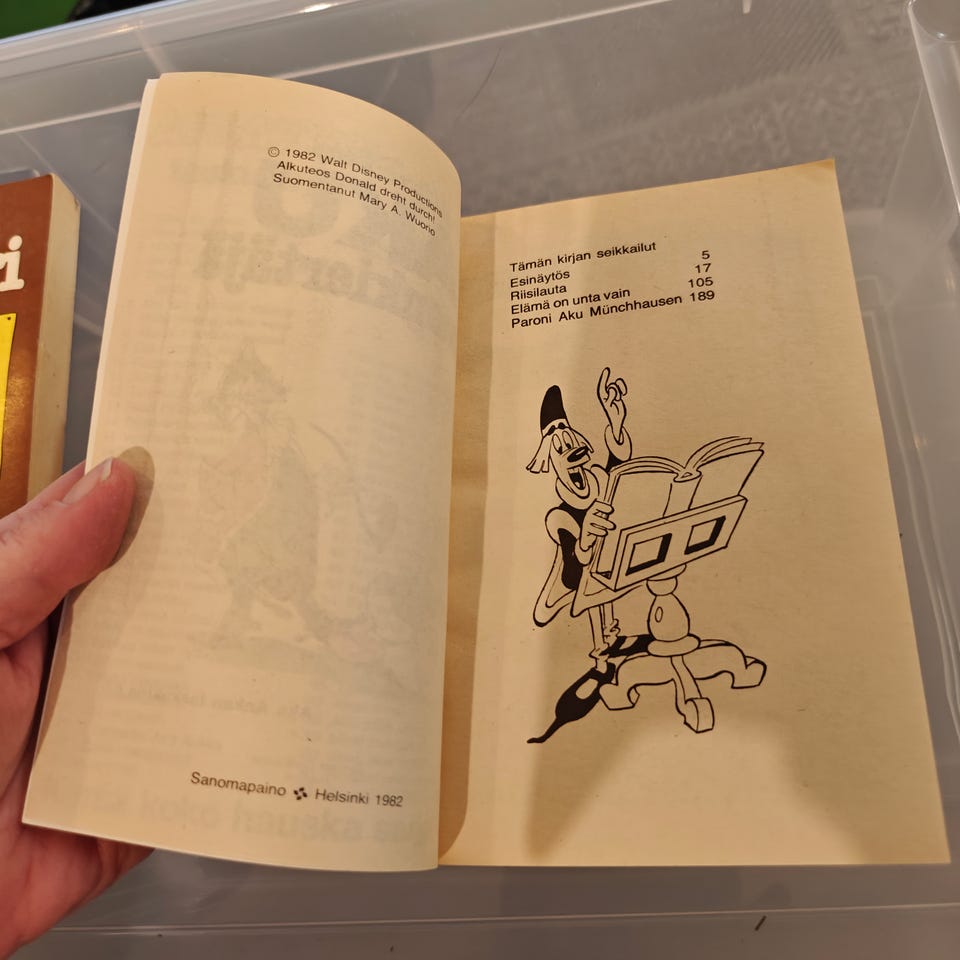 © 1982 Walt Disney Productions
Alkuteos Donald dreht durch!
Suomentanut Mary A. Wuorio
Sanomapaino Helsinki 1982
Tämän kirjan seikkailut
Esinäytös 5
Riisilauta 17
Elämä on unta vain 105
Paroni Aku Münchhausen 189